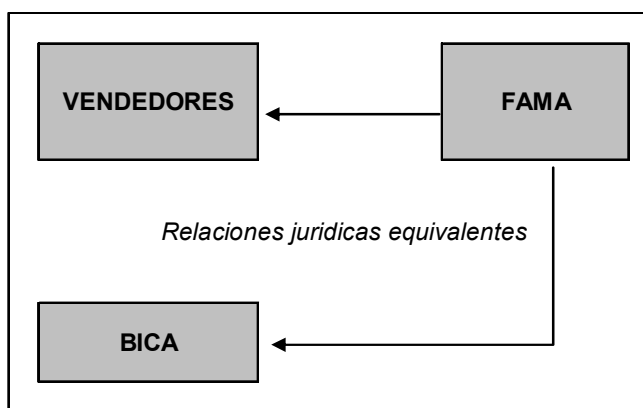 VENDEDORES
FAMA
Relaciones juridicas equivalentes
BICA